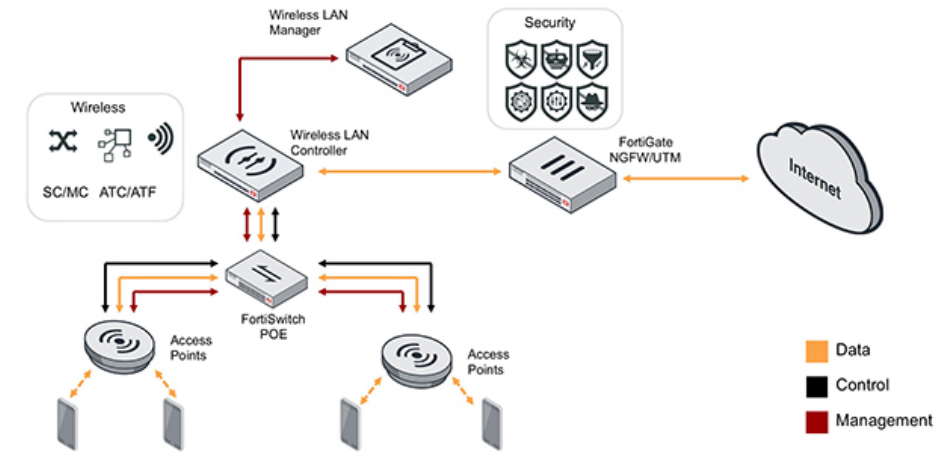 Wireless LAN
Manager
Security
Wireless
SC/MC ATC/ATF
Wireless LAN
Controller
FortiGate
NGFW/UTM
Internet
FortiSwitch
POE
Access
Points
Access
Points
Data
Control
Management